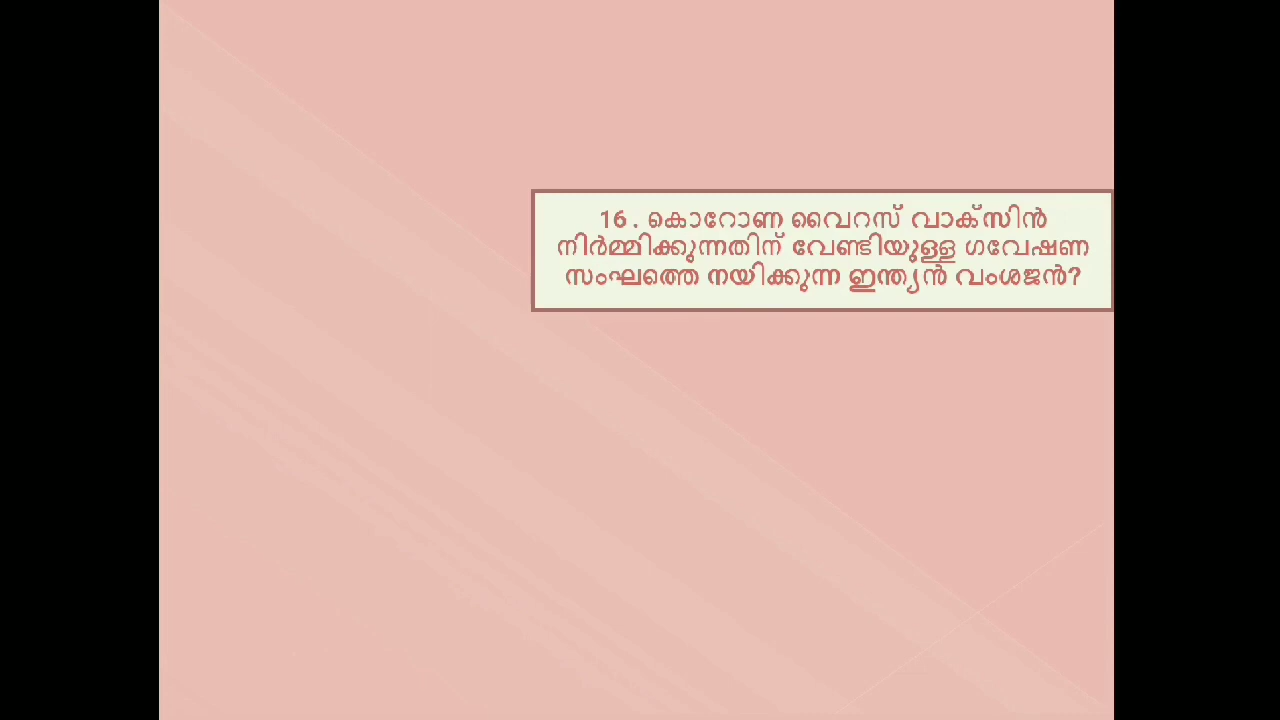 16 . കൊറോണ വൈറസ് വാക്സിൻ
നിർമ്മിക്കുന്നതിന് വേണ്ടിയുള്ള ഗവേഷണ
സംഘത്തെ നയിക്കുന്ന ഇന്ത്യൻ വംശജൻ?